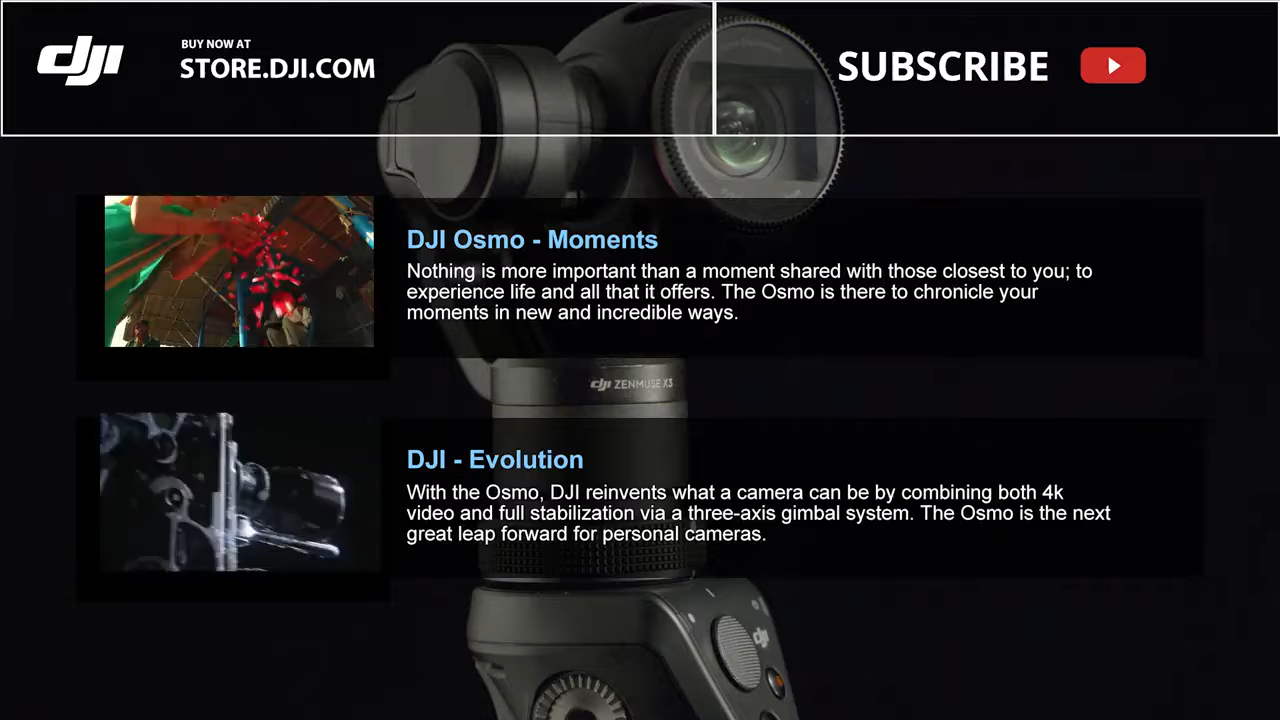 dji
BUY NOW AT
STORE.DJI.COM
SUBSCRIBE
DJI Osmo - Moments
Nothing is more important than a moment shared with those closest to you; to
experience life and all that it offers. The Osmo is there to chronicle your
moments in new and incredible ways.
dji ZENMUSE X3
DJI - Evolution
With the Osmo, DJI reinvents what a camera can be by combining both 4k
video and full stabilization via a three-axis gimbal system. The Osmo is the next
great leap forward for personal cameras.
dji